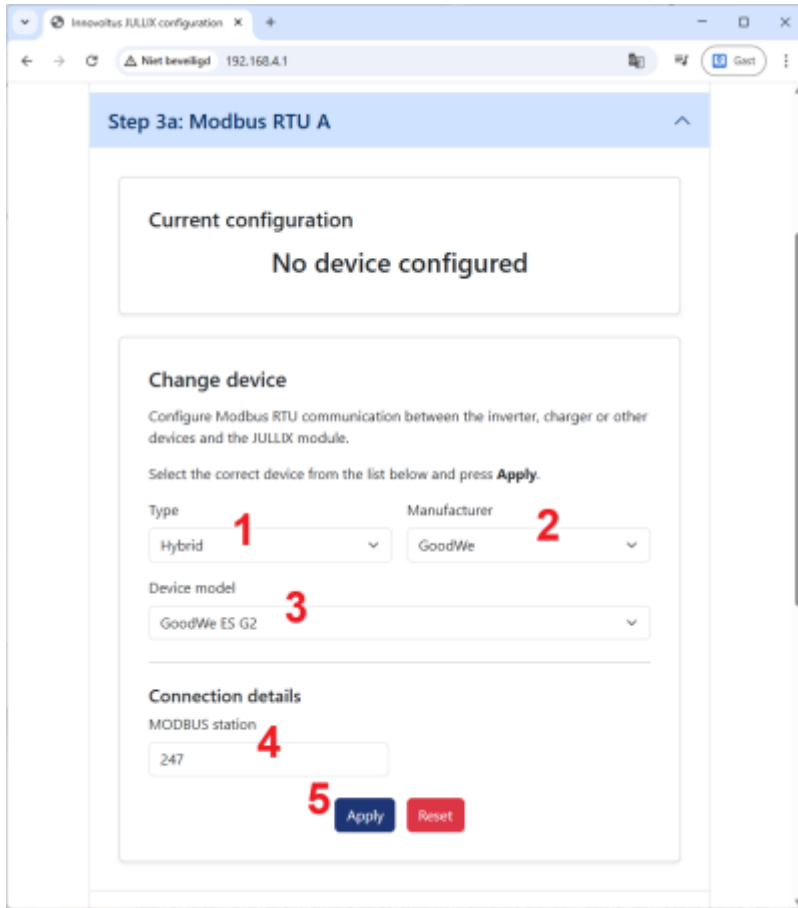 Innovoltus JULLIX configuration
Niet beveiligd 192.168.4.1
Gast
Step 3a: Modbus RTU A
Current configuration
No device configured
Change device
Configure Modbus RTU communication between the inverter, charger or other
devices and the JULLIX module.
Select the correct device from the list below and press Apply.
Type
Manufacturer
1
2
Hybrid
GoodWe
Device model
3
GoodWe ES G2
Connection details
MODBUS station
4
247
5
Apply
Reset